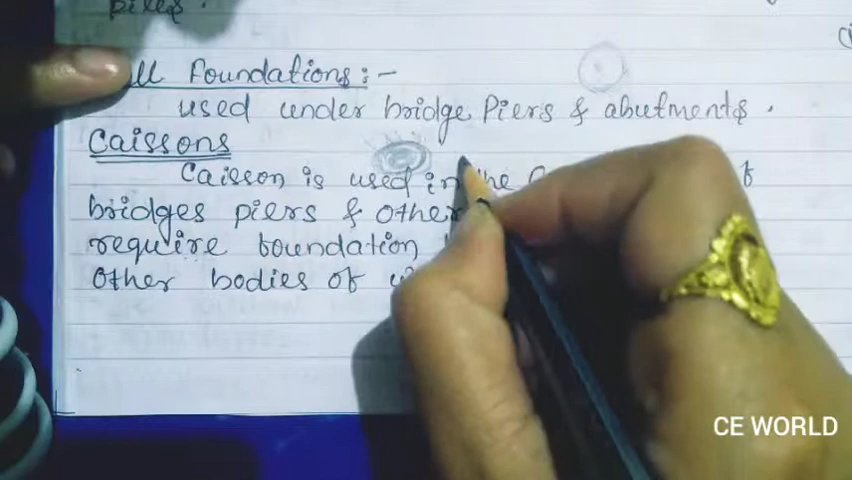 piles.
ll Foundations:-
used under bridge Piers & abutments.
Caissons
Caisson is used in the
bridges piers & other
require foundation
Other bodies of
CE WORLD